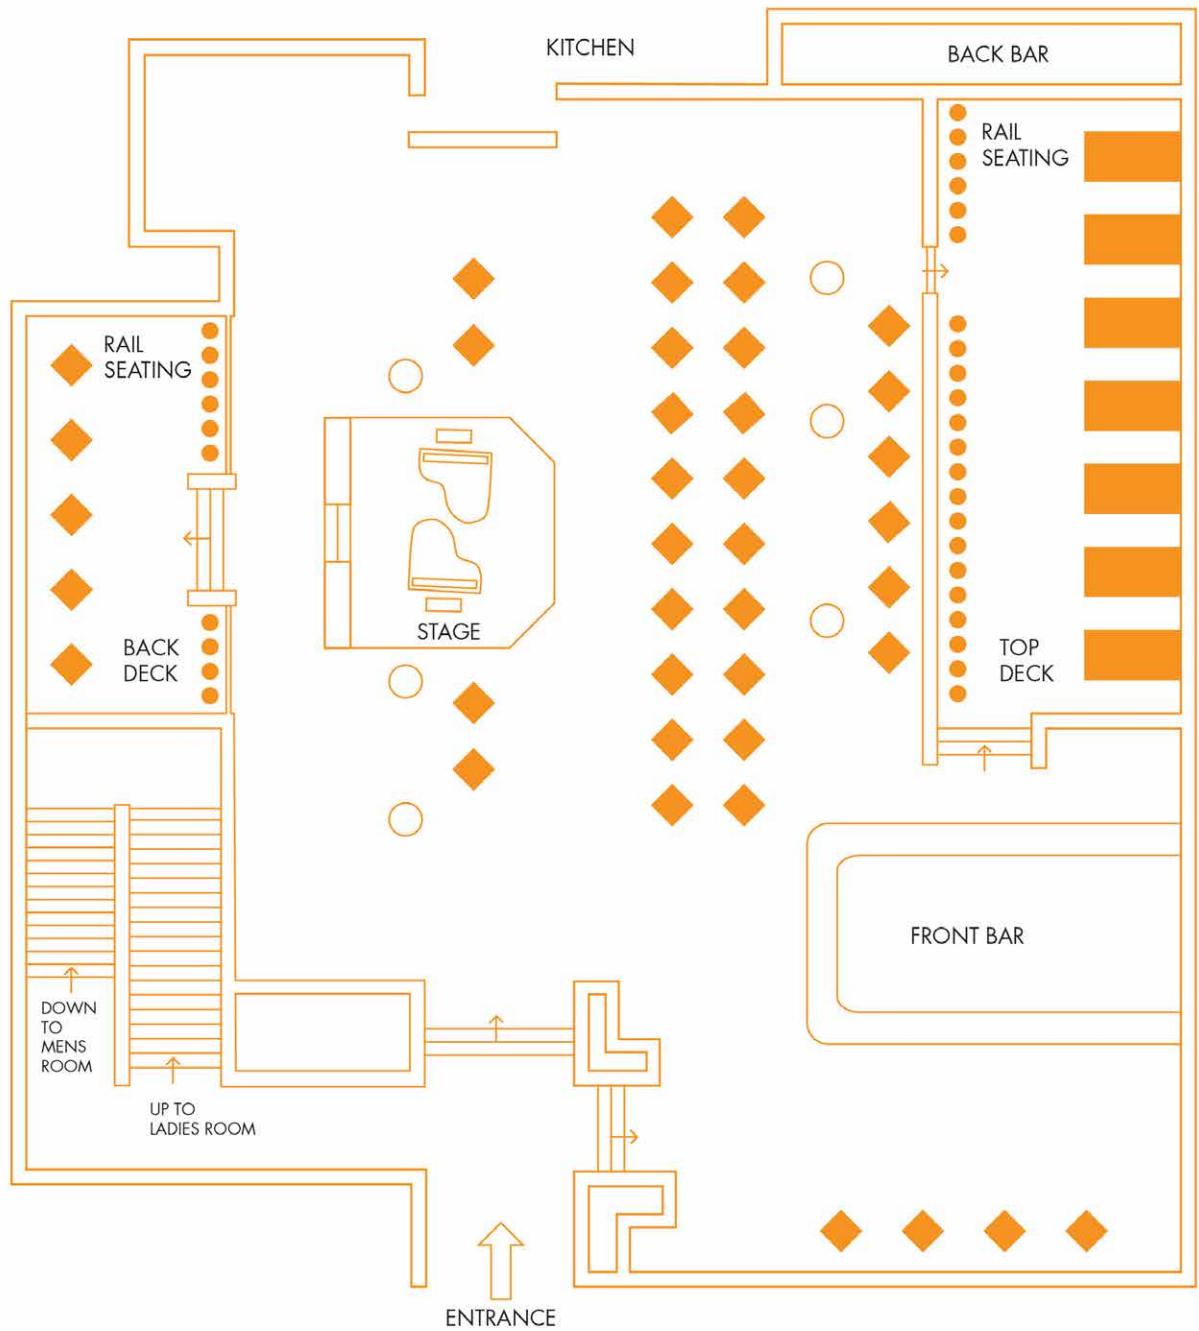 KITCHEN
BACK BAR
RAIL
SEATING
RAIL
SEATING
STAGE
BACK
DECK
TOP
DECK
FRONT BAR
DOWN
TO
MENS
ROOM
UP TO
LADIES ROOM
ENTRANCE